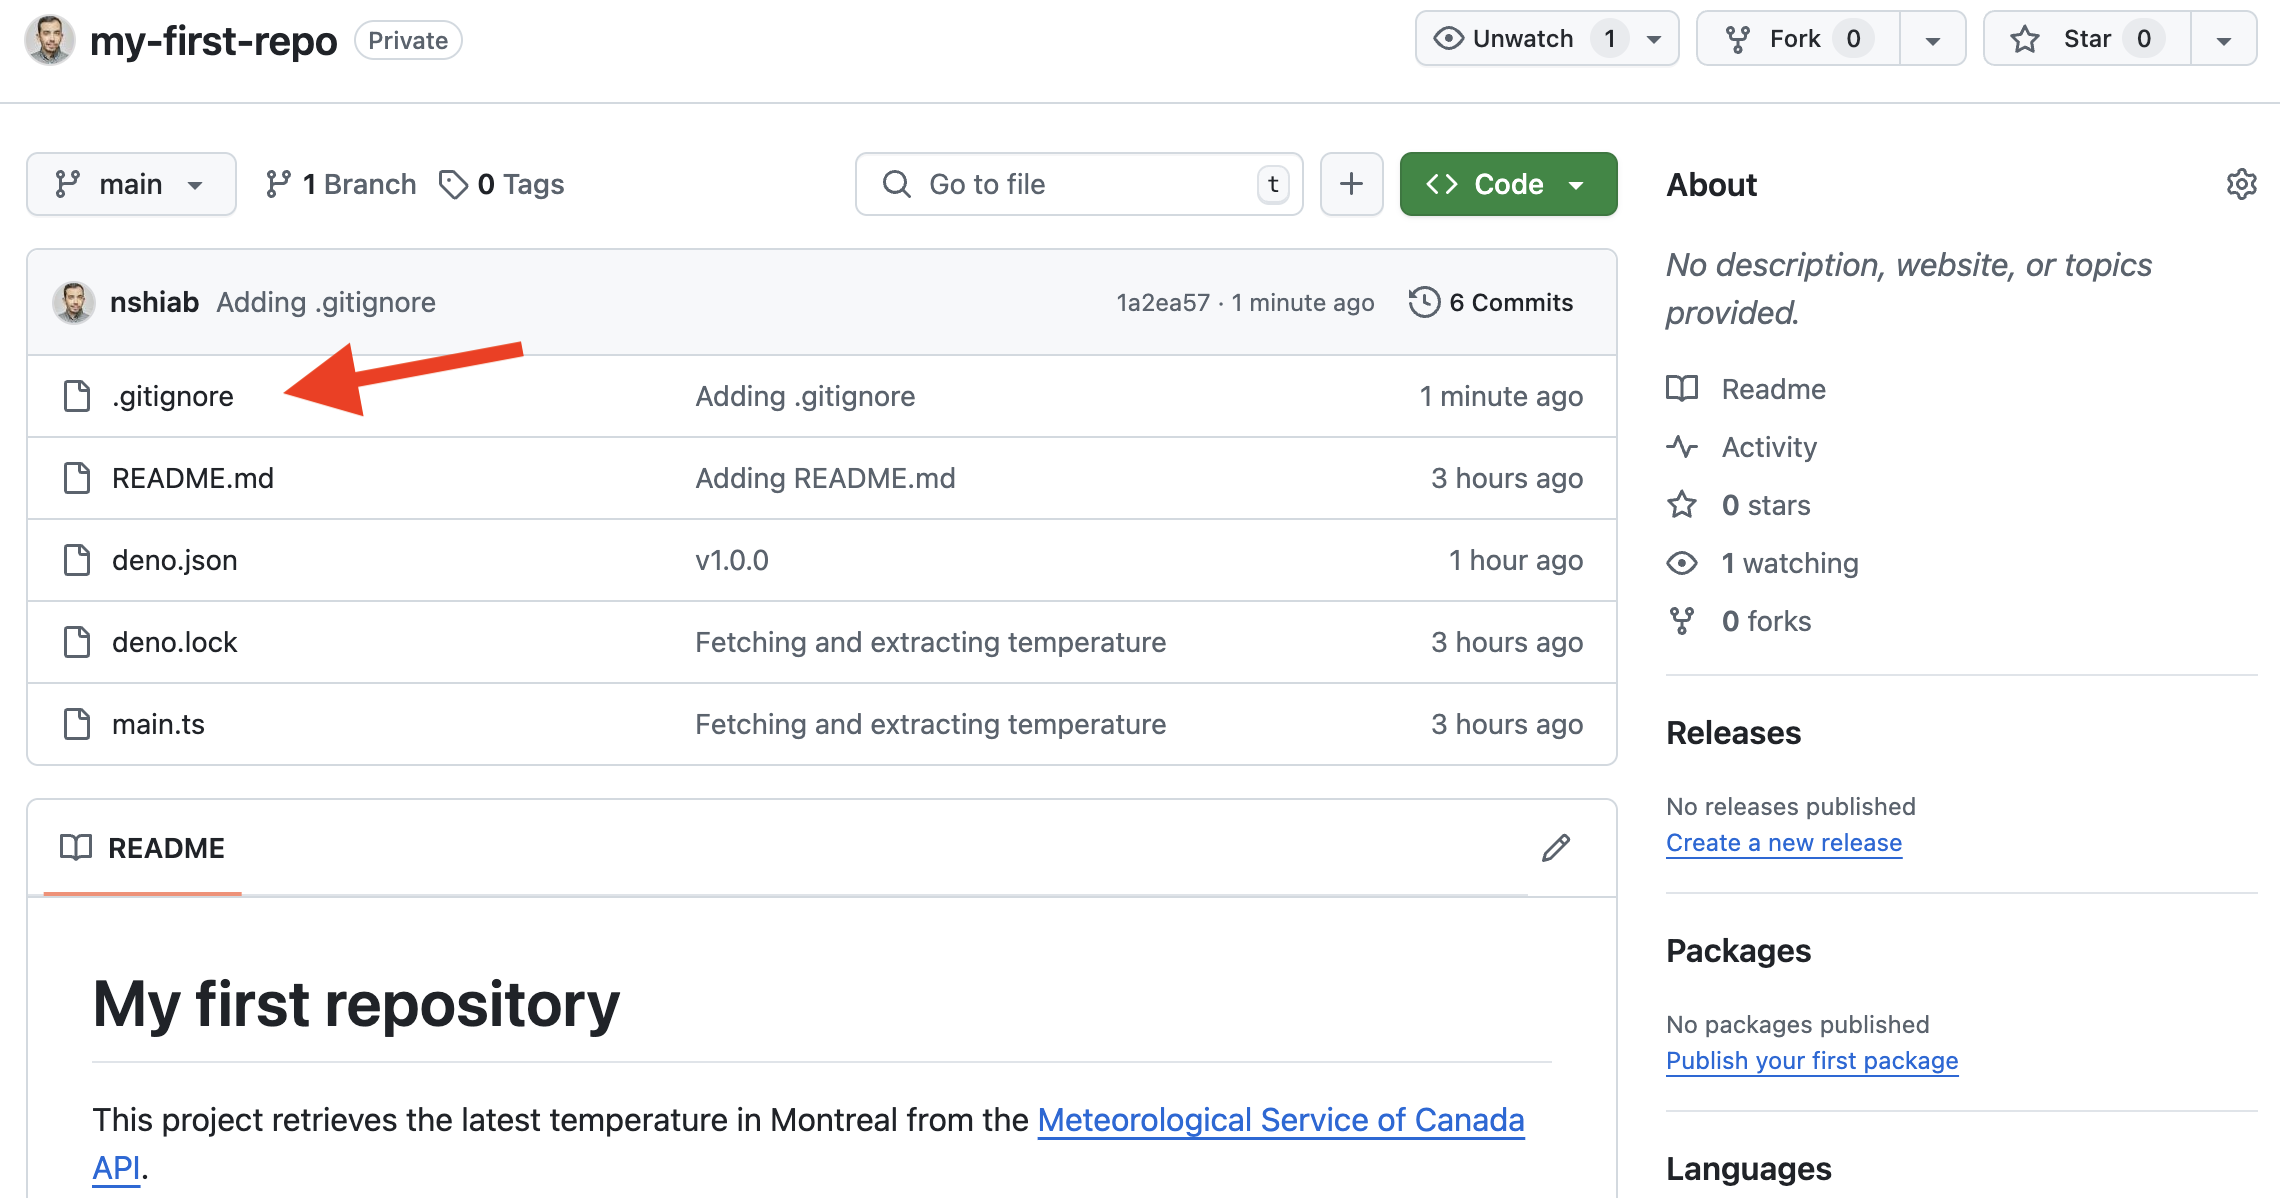 my-first-repo Private Unwatch 1 Fork 0 Star 0
main 1 Branch 0 Tags Go to file t Code
nshiab Adding .gitignore 1a2ea57 · 1 minute ago 6 Commits
.gitignore Adding .gitignore 1 minute ago
README.md Adding README.md 3 hours ago
deno.json v1.0.0 1 hour ago
deno.lock Fetching and extracting temperature 3 hours ago
main.ts Fetching and extracting temperature 3 hours ago
README
My first repository
This project retrieves the latest temperature in Montreal from the Meteorological Service of Canada
API.
About
No description, website, or topics
provided.
Readme
Activity
0 stars
1 watching
0 forks
Releases
No releases published
Create a new release
Packages
No packages published
Publish your first package
Languages